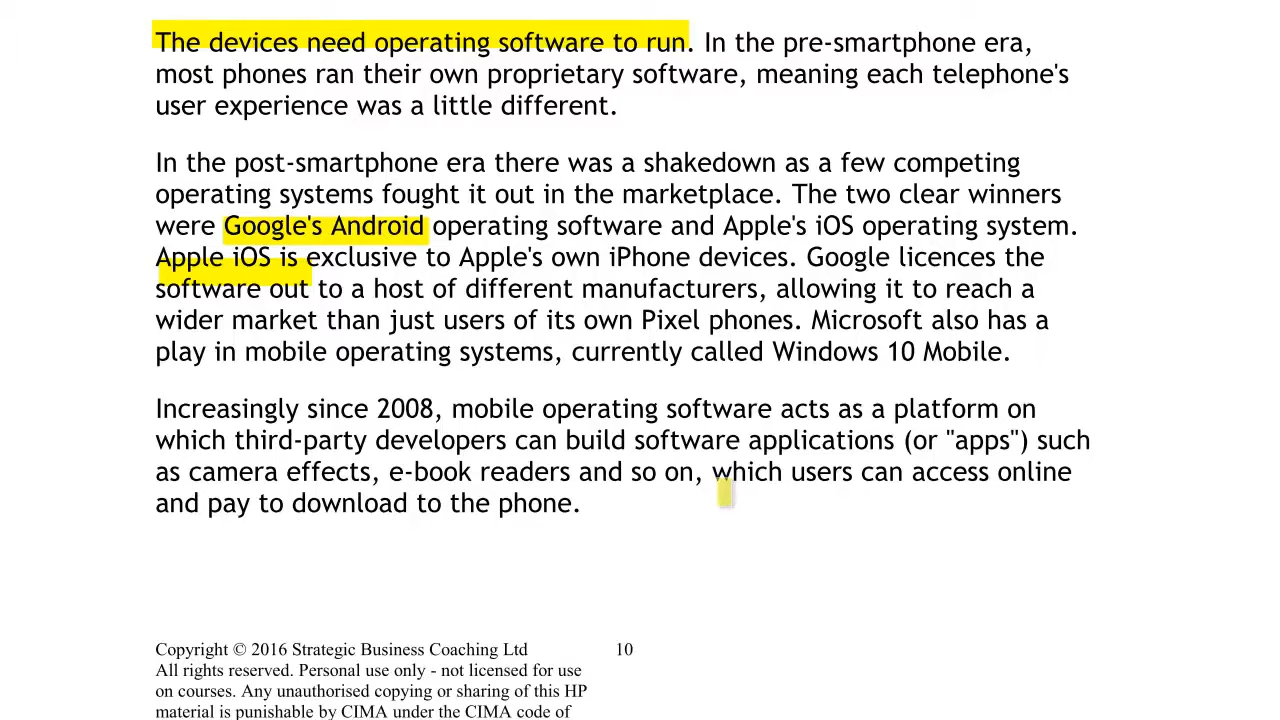 The devices need operating software to run. In the pre-smartphone era,
most phones ran their own proprietary software, meaning each telephone's
user experience was a little different.
In the post-smartphone era there was a shakedown as a few competing
operating systems fought it out in the marketplace. The two clear winners
were Google's Android operating software and Apple's iOS operating system.
Apple iOS is exclusive to Apple's own iPhone devices. Google licences the
software out to a host of different manufacturers, allowing it to reach a
wider market than just users of its own Pixel phones. Microsoft also has a
play in mobile operating systems, currently called Windows 10 Mobile.
Increasingly since 2008, mobile operating software acts as a platform on
which third-party developers can build software applications (or "apps") such
as camera effects, e-book readers and so on, which users can access online
and pay to download to the phone.
Copyright © 2016 Strategic Business Coaching Ltd 10
All rights reserved. Personal use only - not licensed for use
on courses. Any unauthorised copying or sharing of this HP
material is punishable by CIMA under the CIMA code of